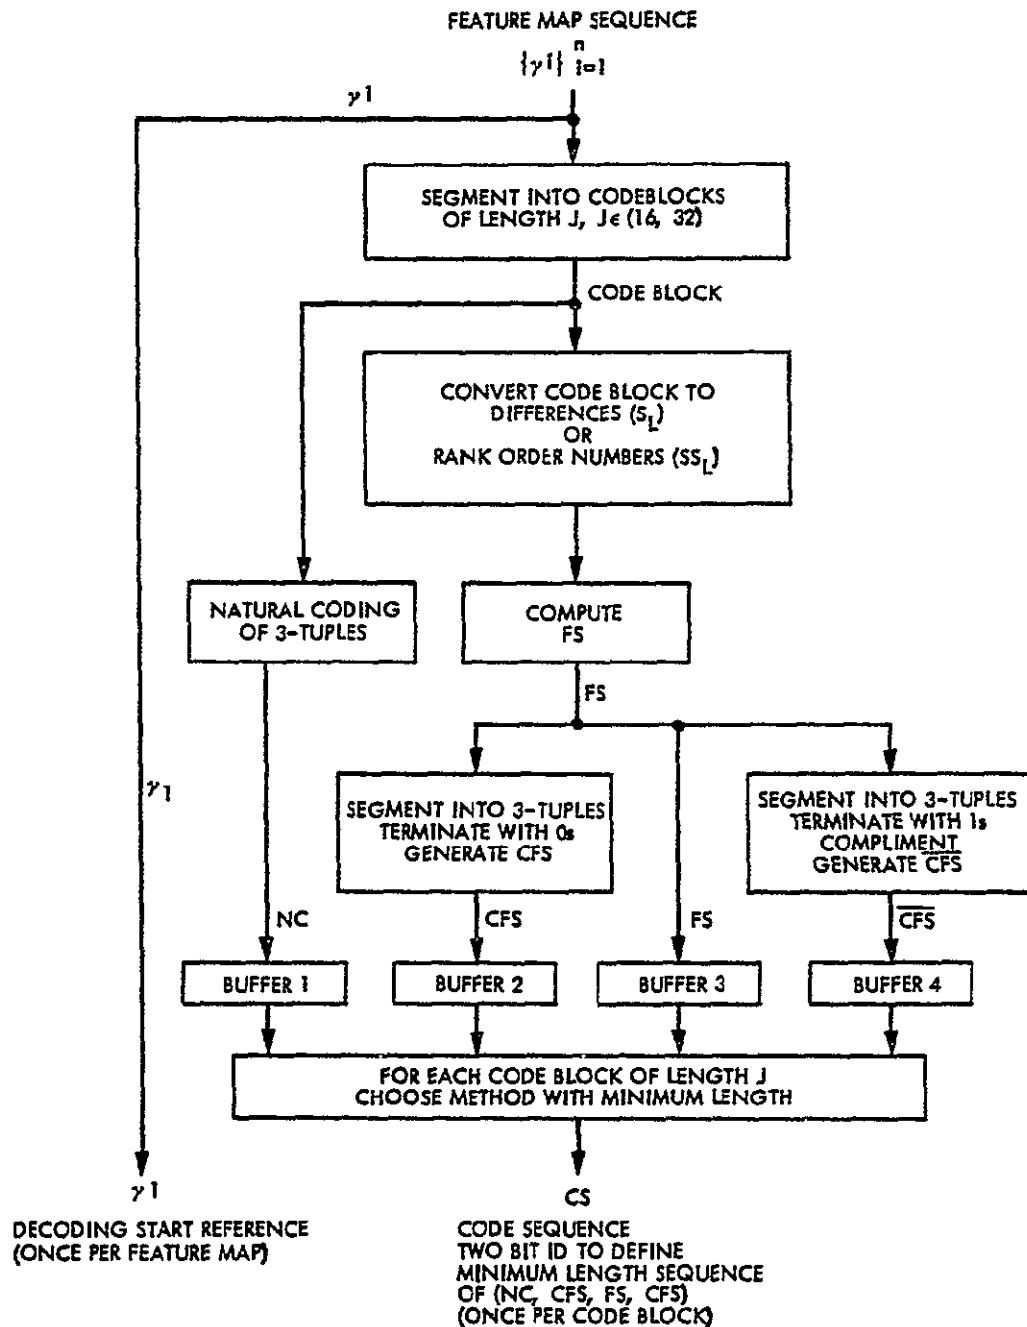 FEATURE MAP SEQUENCE
{γi} n i=1
γ1
SEGMENT INTO CODEBLOCKS
OF LENGTH J, J ϵ (16, 32)
CODE BLOCK
CONVERT CODE BLOCK TO
DIFFERENCES (S_L)
OR
RANK ORDER NUMBERS (SS_L)
NATURAL CODING
OF 3-TUPLES
COMPUTE
FS
FS
γ1
SEGMENT INTO 3-TUPLES
TERMINATE WITH 0s
GENERATE CFS
SEGMENT INTO 3-TUPLES
TERMINATE WITH 1s
COMPLIMENT
GENERATE C̅F̅S̅
NC
CFS
FS
C̅F̅S̅
BUFFER 1
BUFFER 2
BUFFER 3
BUFFER 4
FOR EACH CODE BLOCK OF LENGTH J
CHOOSE METHOD WITH MINIMUM LENGTH
γ1
DECODING START REFERENCE
(ONCE PER FEATURE MAP)
CS
CODE SEQUENCE
TWO BIT ID TO DEFINE
MINIMUM LENGTH SEQUENCE
OF (NC, CFS, FS, CFS)
(ONCE PER CODE BLOCK)